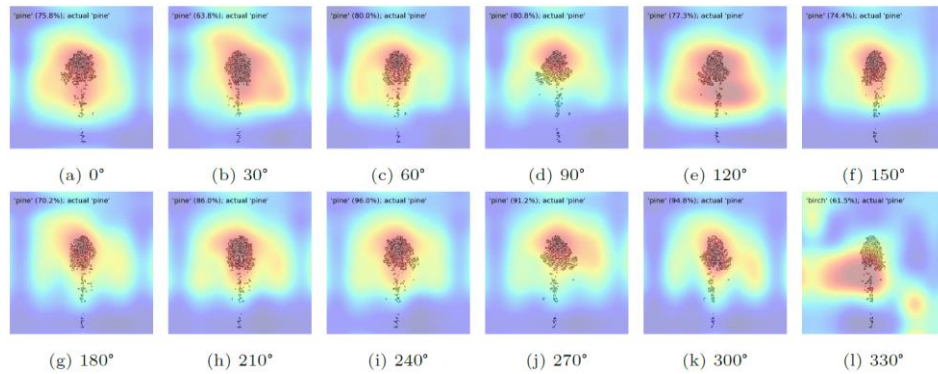 'pine' (75.8%); actual 'pine'
'pine' (63.8%); actual 'pine'
'pine' (80.0%); actual 'pine'
'pine' (80.8%); actual 'pine'
'pine' (77.3%); actual 'pine'
'pine' (74.4%); actual 'pine'
(a) 0°
(b) 30°
(c) 60°
(d) 90°
(e) 120°
(f) 150°
'pine' (70.2%); actual 'pine'
'pine' (86.0%); actual 'pine'
'pine' (96.0%); actual 'pine'
'pine' (91.2%); actual 'pine'
'pine' (94.8%); actual 'pine'
'birch' (61.5%); actual 'pine'
(g) 180°
(h) 210°
(i) 240°
(j) 270°
(k) 300°
(l) 330°